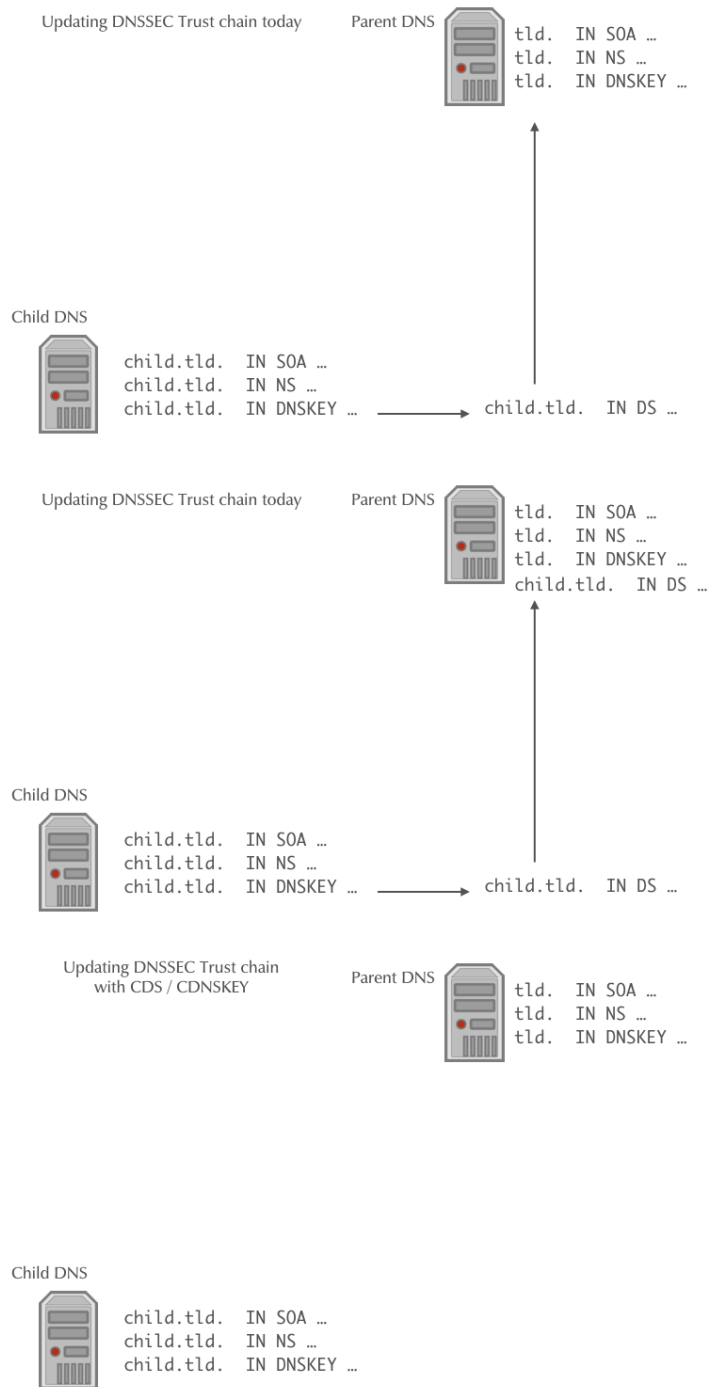 Updating DNSSEC Trust chain today
Parent DNS
tld.  IN SOA …
tld.  IN NS …
tld.  IN DNSKEY …
Child DNS
child.tld.  IN SOA …
child.tld.  IN NS …
child.tld.  IN DNSKEY …
child.tld.  IN DS …
Updating DNSSEC Trust chain today
Parent DNS
tld.  IN SOA …
tld.  IN NS …
tld.  IN DNSKEY …
child.tld.  IN DS …
Child DNS
child.tld.  IN SOA …
child.tld.  IN NS …
child.tld.  IN DNSKEY …
child.tld.  IN DS …
Updating DNSSEC Trust chain
with CDS / CDNSKEY
Parent DNS
tld.  IN SOA …
tld.  IN NS …
tld.  IN DNSKEY …
Child DNS
child.tld.  IN SOA …
child.tld.  IN NS …
child.tld.  IN DNSKEY …